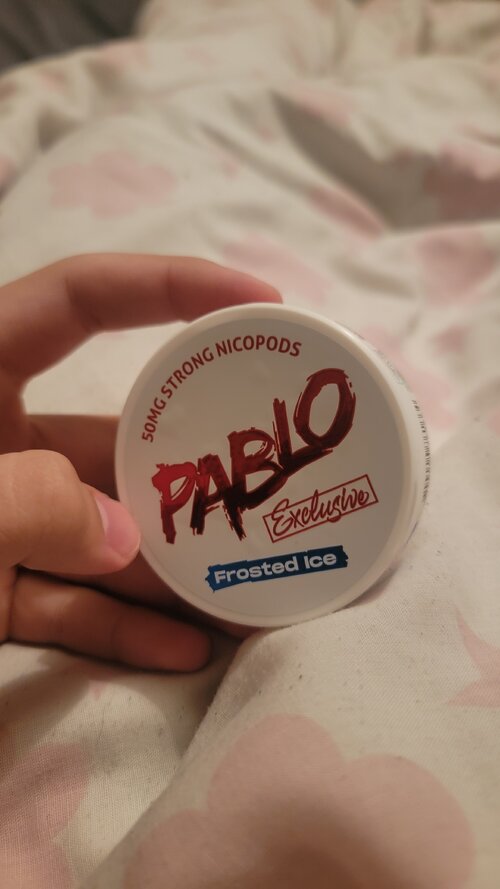 50MG STRONG NICOPODS
PABLO
Exclusive
Frosted Ice